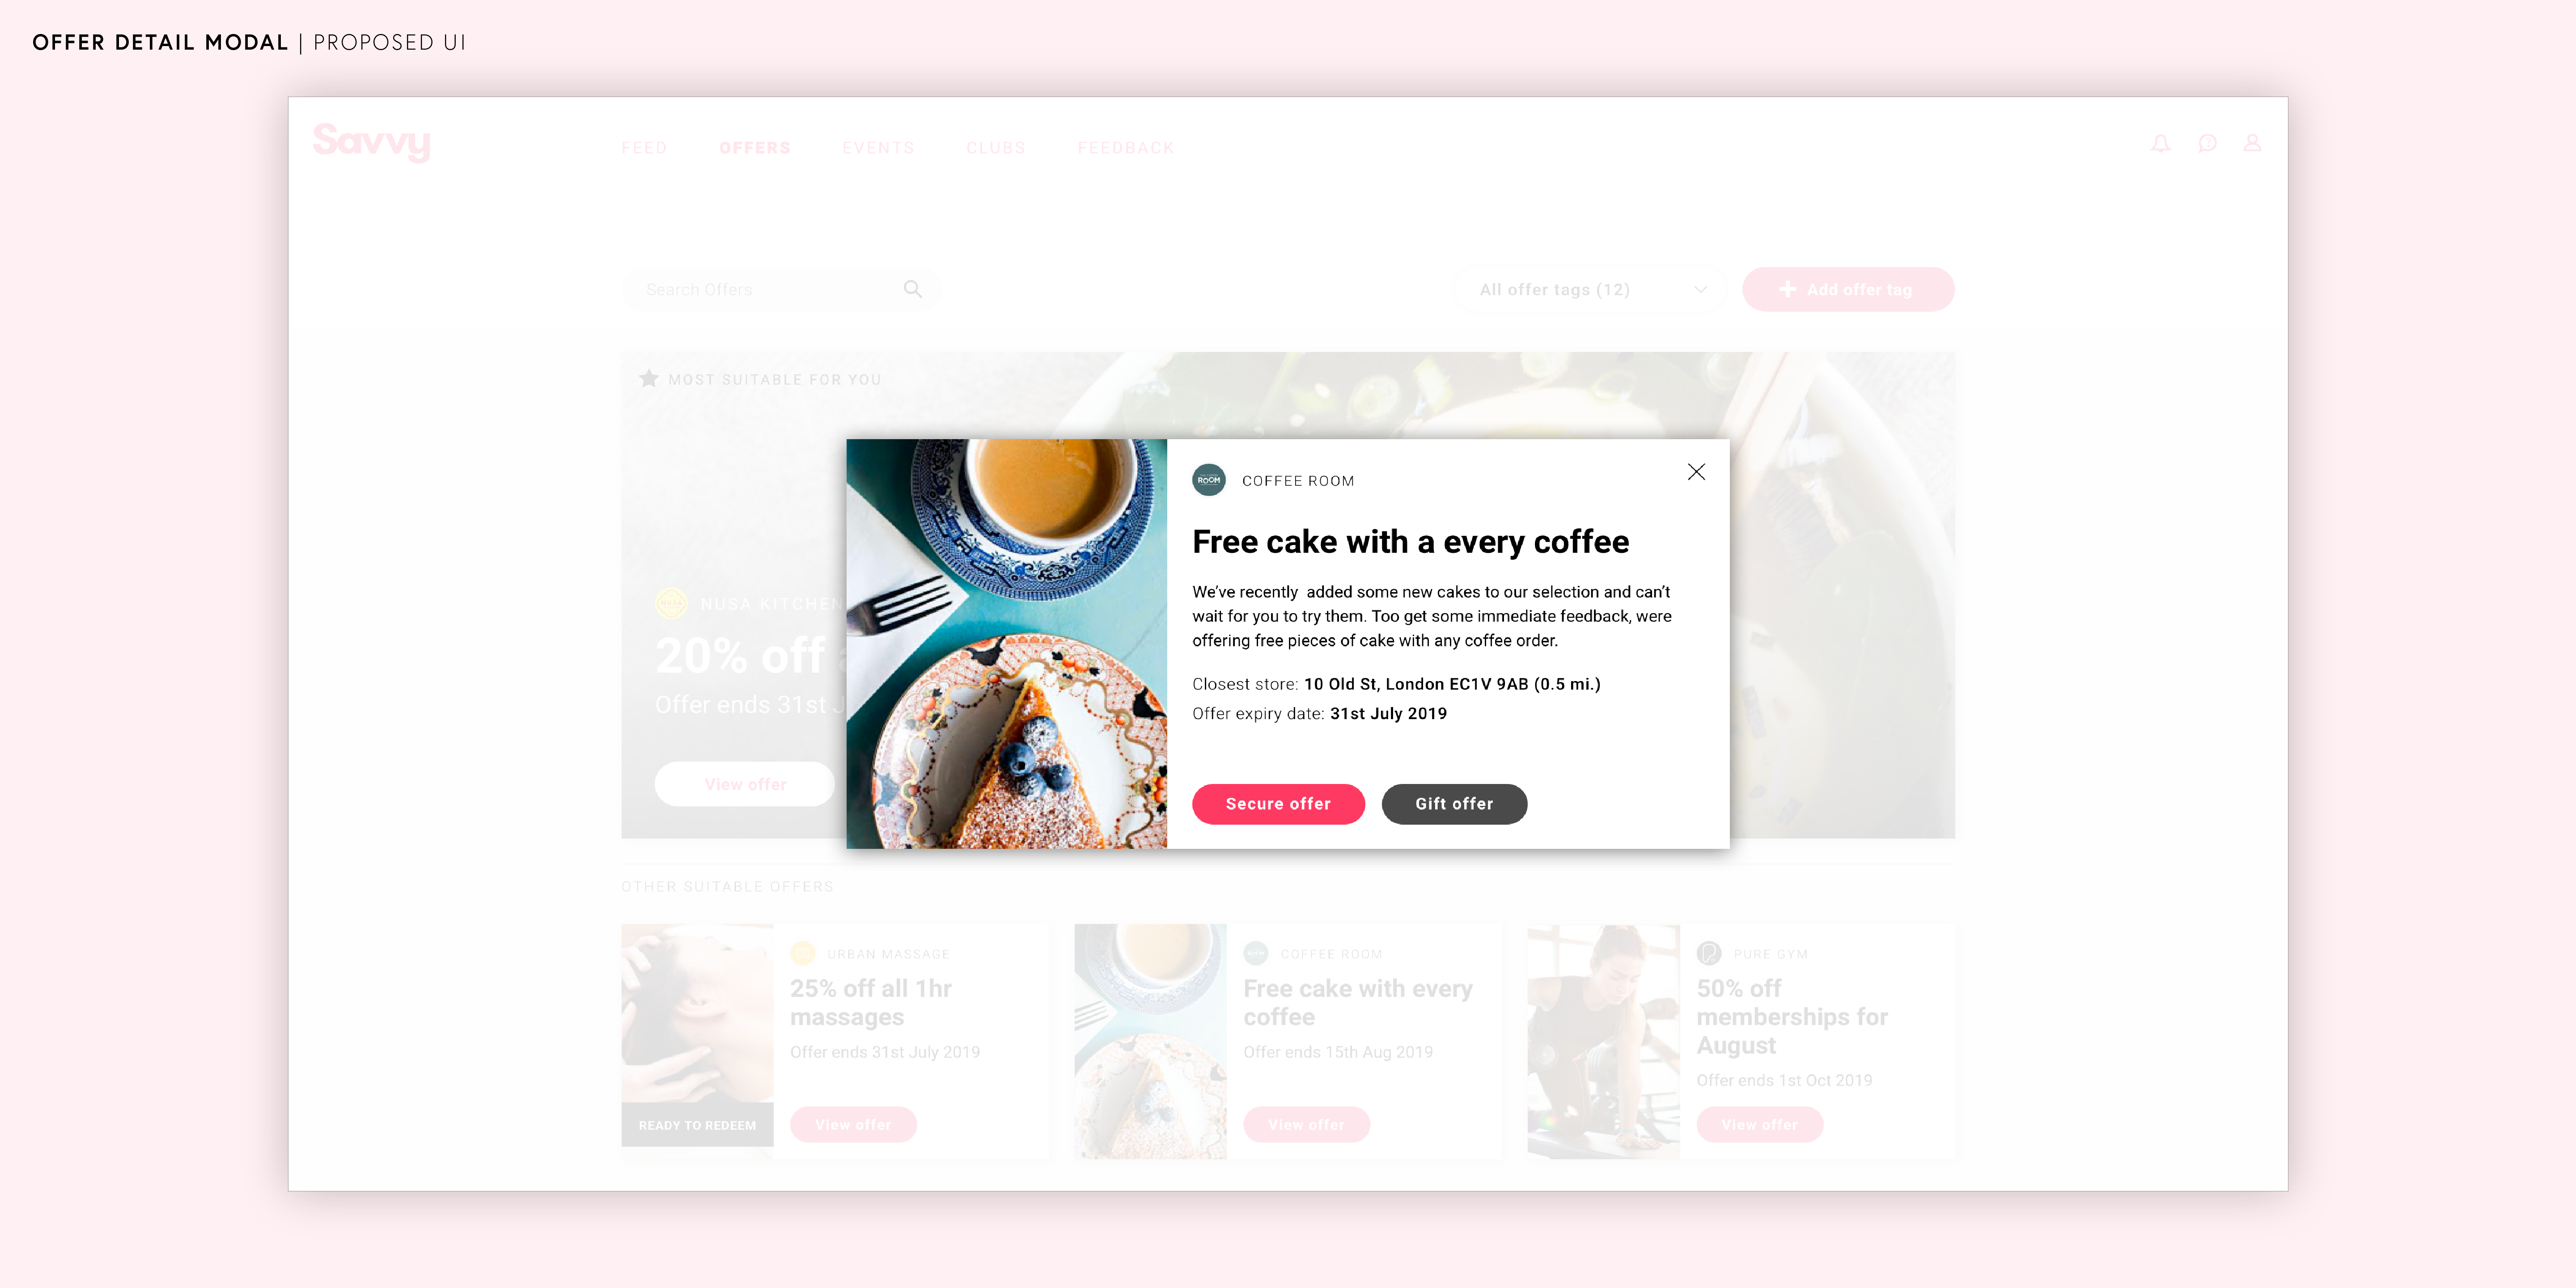 OFFER DETAIL MODAL | PROPOSED UI
Savvy
FEED OFFERS EVENTS CLUBS FEEDBACK
Search Offers
All offer tags (12)
Add offer tag
MOST SUITABLE FOR YOU
NUSA KITCHEN
20% off
Offer ends 31st J
View offer
ROOM
COFFEE ROOM
Free cake with a every coffee
We’ve recently  added some new cakes to our selection and can’t
wait for you to try them. Too get some immediate feedback, were
offering free pieces of cake with any coffee order.
Closest store: 10 Old St, London EC1V 9AB (0.5 mi.)
Offer expiry date: 31st July 2019
Secure offer
Gift offer
OTHER SUITABLE OFFERS
URBAN MASSAGE
25% off all 1hr
massages
Offer ends 31st July 2019
READY TO REDEEM
View offer
COFFEE ROOM
Free cake with every
coffee
Offer ends 15th Aug 2019
View offer
PURE GYM
50% off
memberships for
August
Offer ends 1st Oct 2019
View offer